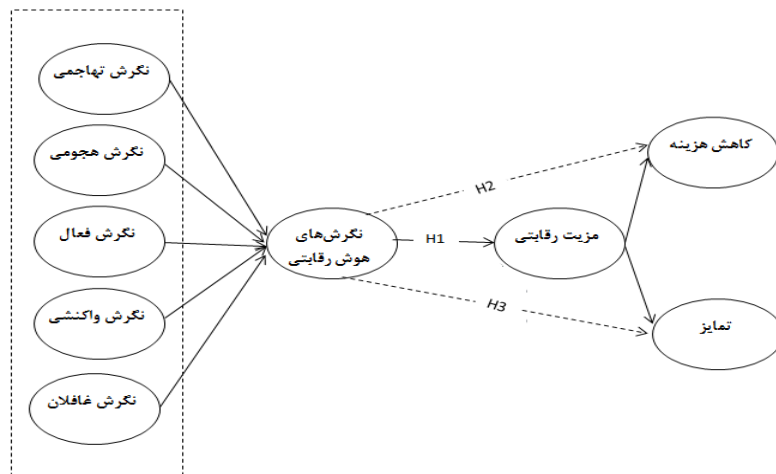 نگرش تهاجمی
نگرش هجومی
نگرش فعال
نگرش واکنشی
نگرش غافلان
نگرش‌های
هوش رقابتی
H2
H1
H3
مزیت رقابتی
کاهش هزینه
تمایز